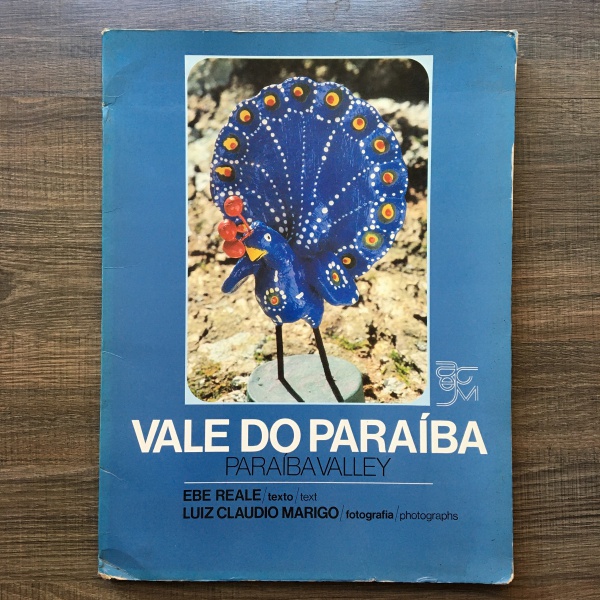 VALE DO PARAÍBA
PARAÍBA VALLEY
EBE REALE/texto/text
LUIZ CLAUDIO MARIGO/fotografia/photographs